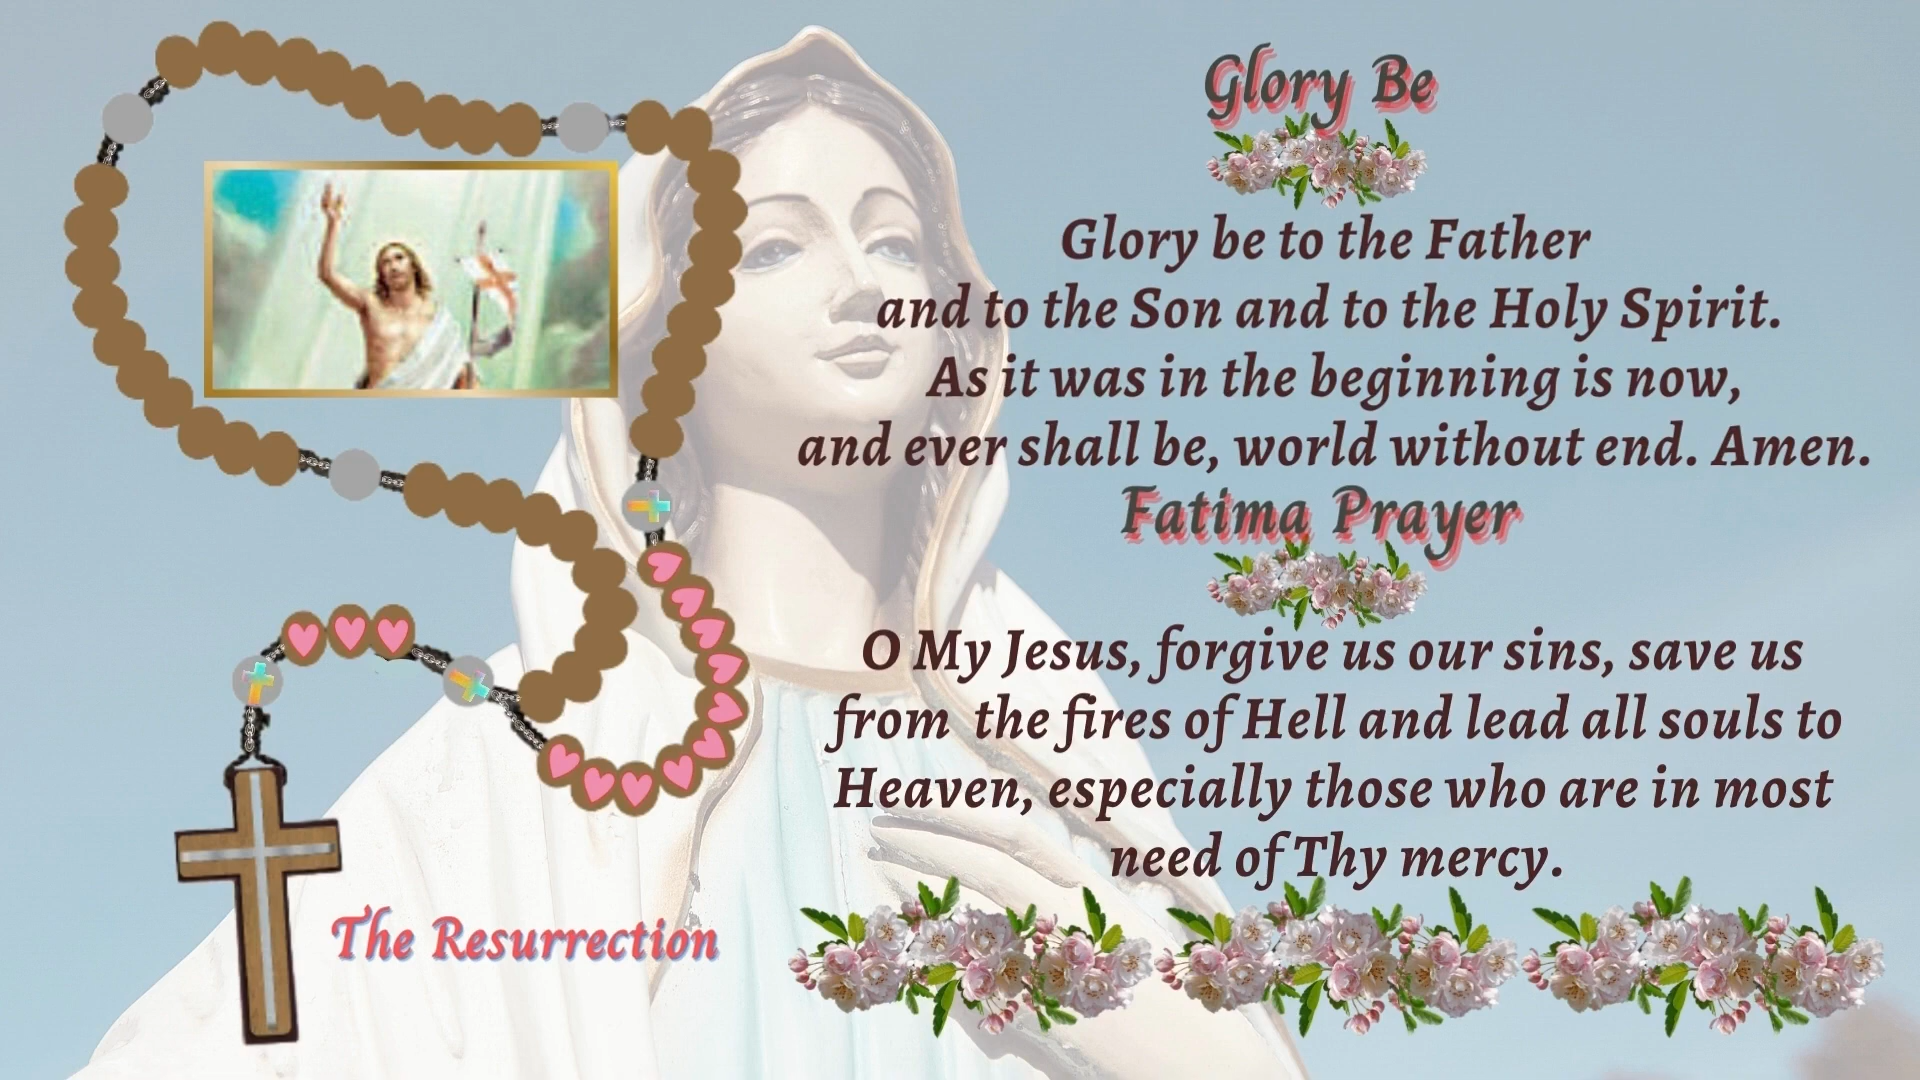 Glory Be
Glory be to the Father
and to the Son and to the Holy Spirit.
As it was in the beginning is now,
and ever shall be, world without end. Amen.
Fatima Prayer
O My Jesus, forgive us our sins, save us
from the fires of Hell and lead all souls to
Heaven, especially those who are in most
need of Thy mercy.
The Resurrection